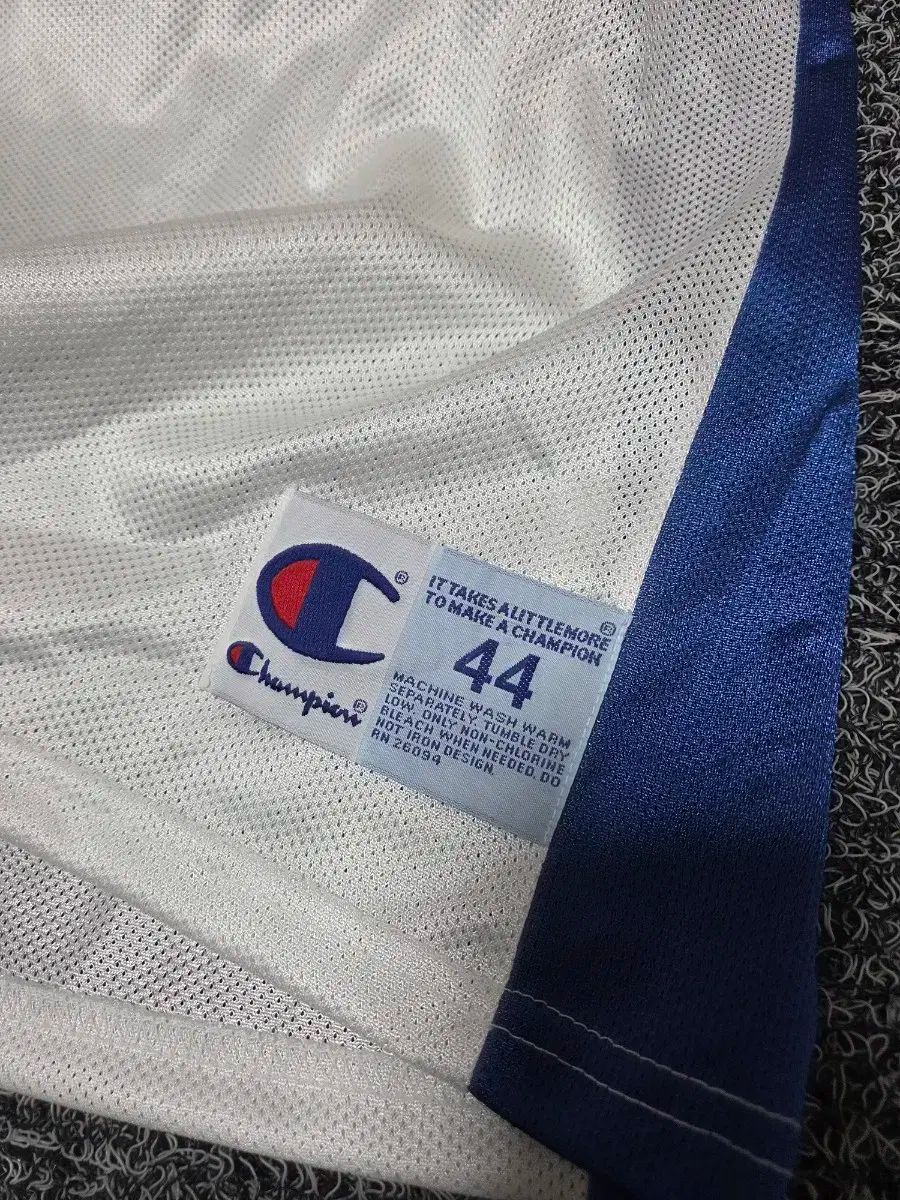 Champion®
®
IT TAKES A LITTLE MORE®
TO MAKE A CHAMPION
44
MACHINE WASH WARM
SEPARATELY. TUMBLE DRY
LOW. ONLY NON-CHLORINE
BLEACH WHEN NEEDED. DO
NOT IRON DESIGN.
RN 26094